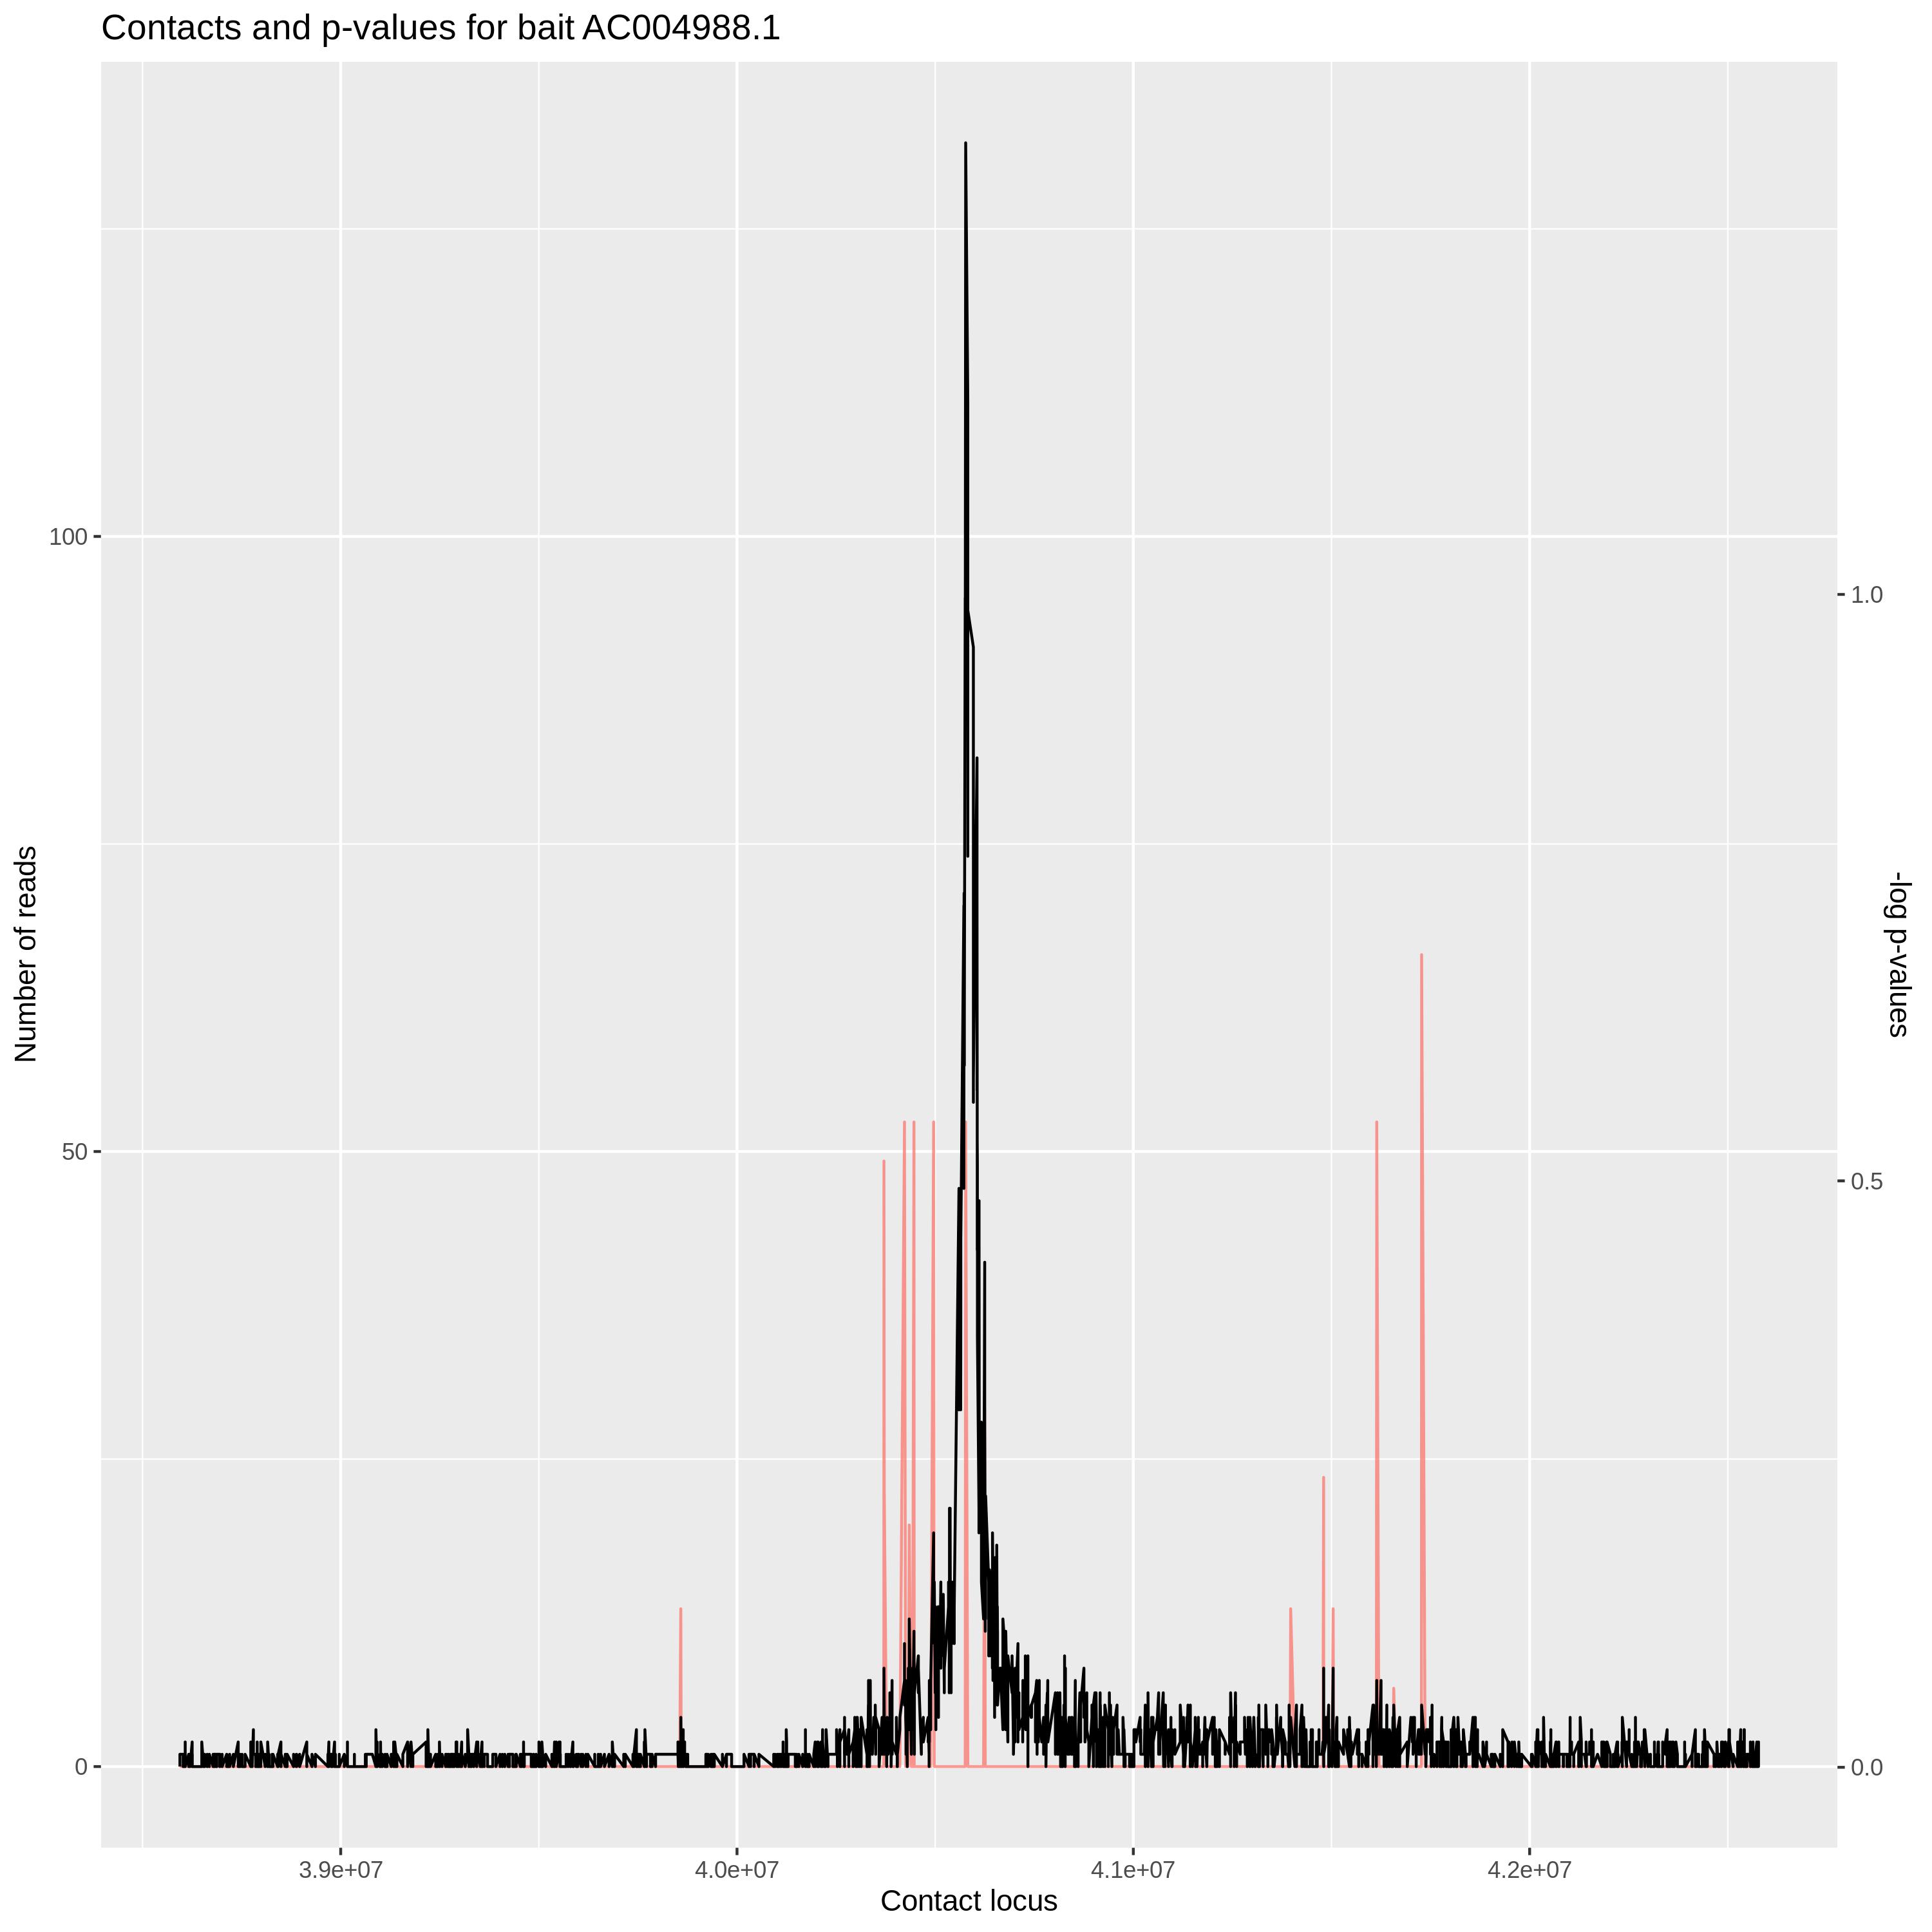 Contacts and p-values for bait AC004988.1
Number of reads
100
50
0
1.0
0.5
0.0
-log p-values
3.9e+07 4.0e+07 4.1e+07 4.2e+07
Contact locus